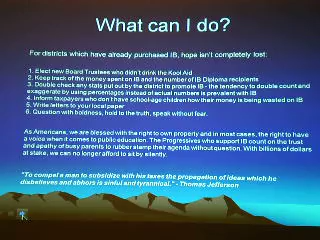 What can I do?
For districts which have already purchased IB, hope isn't completely lost:
1. Elect new Board Trustees who didn't drink the Kool Aid
2. Keep track of the money spent on IB and the number of IB Diploma recipients
3. Double check any stats put out by the district to promote IB - the tendency to double count and
exaggerate by using percentages instead of actual numbers is prevalent with IB
4. Inform taxpayers who don't have school-age children how their money is being wasted on IB
5. Write letters to your local paper
6. Question with boldness, hold to the truth, speak without fear.
As Americans, we are blessed with the right to own property and in most cases, the right to have
a voice when it comes to public education. The Progressives who support IB count on the trust
and apathy of busy parents to rubber stamp their agenda without question. With billions of dollars
at stake, we can no longer afford to sit by silently.
"To compel a man to subsidize with his taxes the propagation of ideas which he
disbelieves and abhors is sinful and tyrannical." - Thomas Jefferson